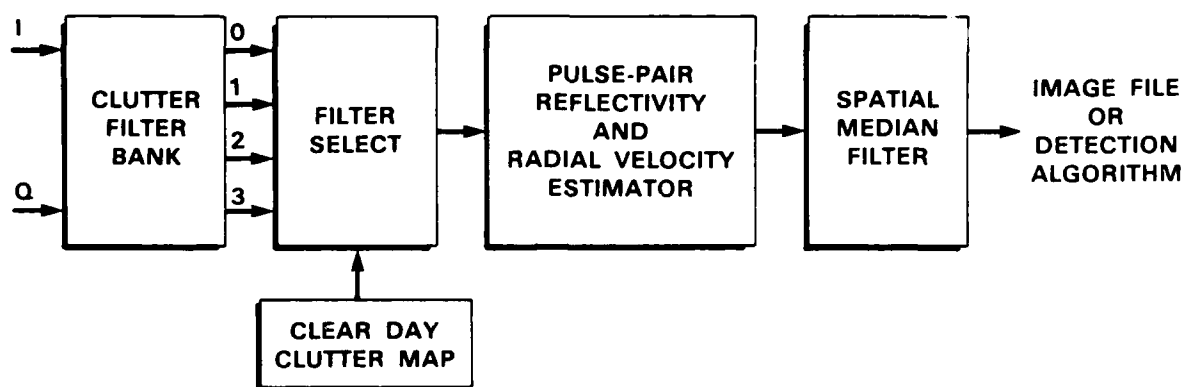 I
Q
CLUTTER
FILTER
BANK
0
1
2
3
FILTER
SELECT
CLEAR DAY
CLUTTER MAP
PULSE-PAIR
REFLECTIVITY
AND
RADIAL VELOCITY
ESTIMATOR
SPATIAL
MEDIAN
FILTER
IMAGE FILE
OR
DETECTION
ALGORITHM